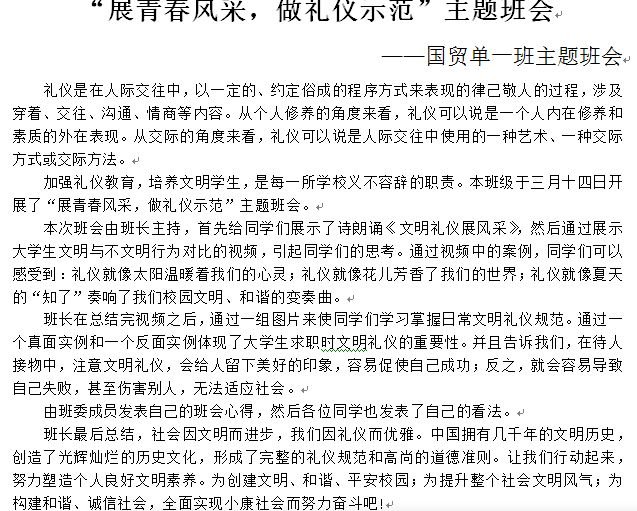 “展青春风采，做礼仪示范”主题班会
——国贸单一班主题班会
礼仪是在人际交往中，以一定的、约定俗成的程序方式来表现的律己敬人的过程，涉及
穿着、交往、沟通、情商等内容。从个人修养的角度来看，礼仪可以说是一个人内在修养和
素质的外在表现。从交际的角度来看，礼仪可以说是人际交往中使用的一种艺术、一种交际
方式或交际方法。
加强礼仪教育，培养文明学生，是每一所学校义不容辞的职责。本班级于三月十四日开
展了“展青春风采，做礼仪示范”主题班会。
本次班会由班长主持，首先给同学们展示了诗朗诵《文明礼仪展风采》，然后通过展示
大学生文明与不文明行为对比的视频，引起同学们的思考。通过视频中的案例，同学们可以
感受到：礼仪就像太阳温暖着我们的心灵；礼仪就像花儿芳香了我们的世界；礼仪就像夏天
的“知了”奏响了我们校园文明、和谐的变奏曲。
班长在总结完视频之后，通过一组图片来使同学们学习掌握日常文明礼仪规范。通过一
个真面实例和一个反面实例体现了大学生求职时文明礼仪的重要性。并且告诉我们，在待人
接物中，注意文明礼仪，会给人留下美好的印象，容易促使自己成功；反之，就会容易导致
自己失败，甚至伤害别人，无法适应社会。
由班委成员发表自己的班会心得，然后各位同学也发表了自己的看法。
班长最后总结，社会因文明而进步，我们因礼仪而优雅。中国拥有几千年的文明历史，
创造了光辉灿烂的历史文化，形成了完整的礼仪规范和高尚的道德准则。让我们行动起来，
努力塑造个人良好文明素养。为创建文明、和谐、平安校园；为提升整个社会文明风气；为
构建和谐、诚信社会，全面实现小康社会而努力奋斗吧!